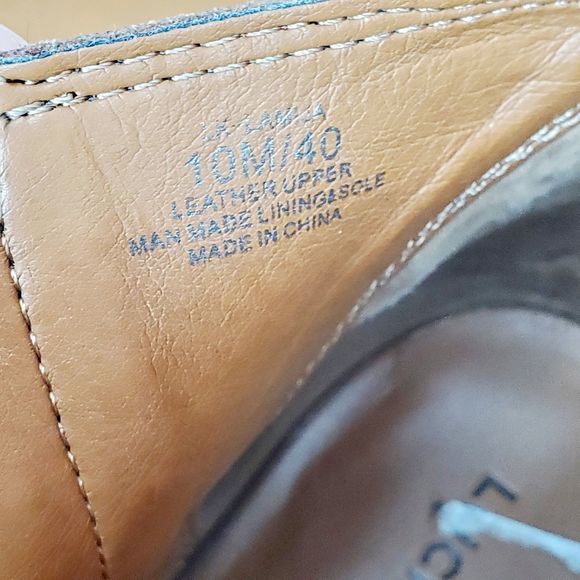 10M/40
LEATHER UPPER
MAN MADE LINING&SOLE
MADE IN CHINA